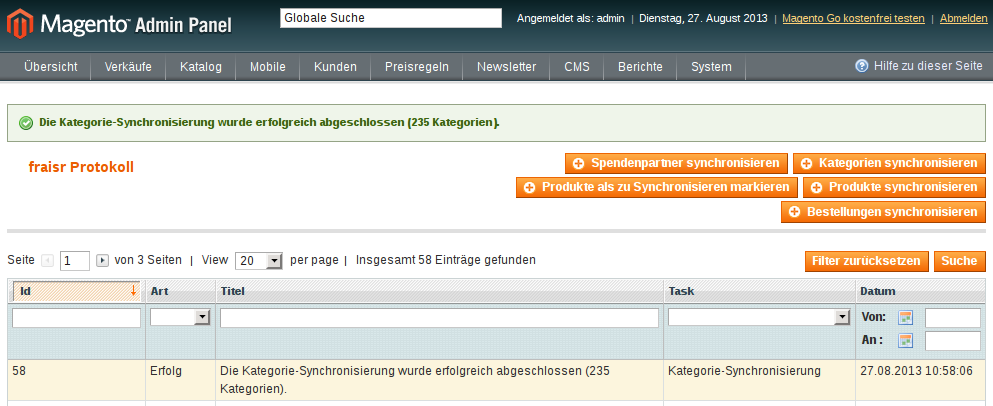 Magento Admin Panel
Globale Suche
Angemeldet als: admin | Dienstag, 27. August 2013 | Magento Go kostenfrei testen | Abmelden
Übersicht Verkäufe Katalog Mobile Kunden Preisregeln Newsletter CMS Berichte System Hilfe zu dieser Seite
Die Kategorie-Synchronisierung wurde erfolgreich abgeschlossen (235 Kategorien).
fraisr Protokoll
Spendenpartner synchronisieren Kategorien synchronisieren
Produkte als zu Synchronisieren markieren Produkte synchronisieren
Bestellungen synchronisieren
Seite 1 von 3 Seiten | View 20 per page | Insgesamt 58 Einträge gefunden Filter zurücksetzen Suche
Id Art Titel Task Datum
Von:
An :
58 Erfolg Die Kategorie-Synchronisierung wurde erfolgreich abgeschlossen (235 Kategorie-Synchronisierung 27.08.2013 10:58:06
Kategorien).